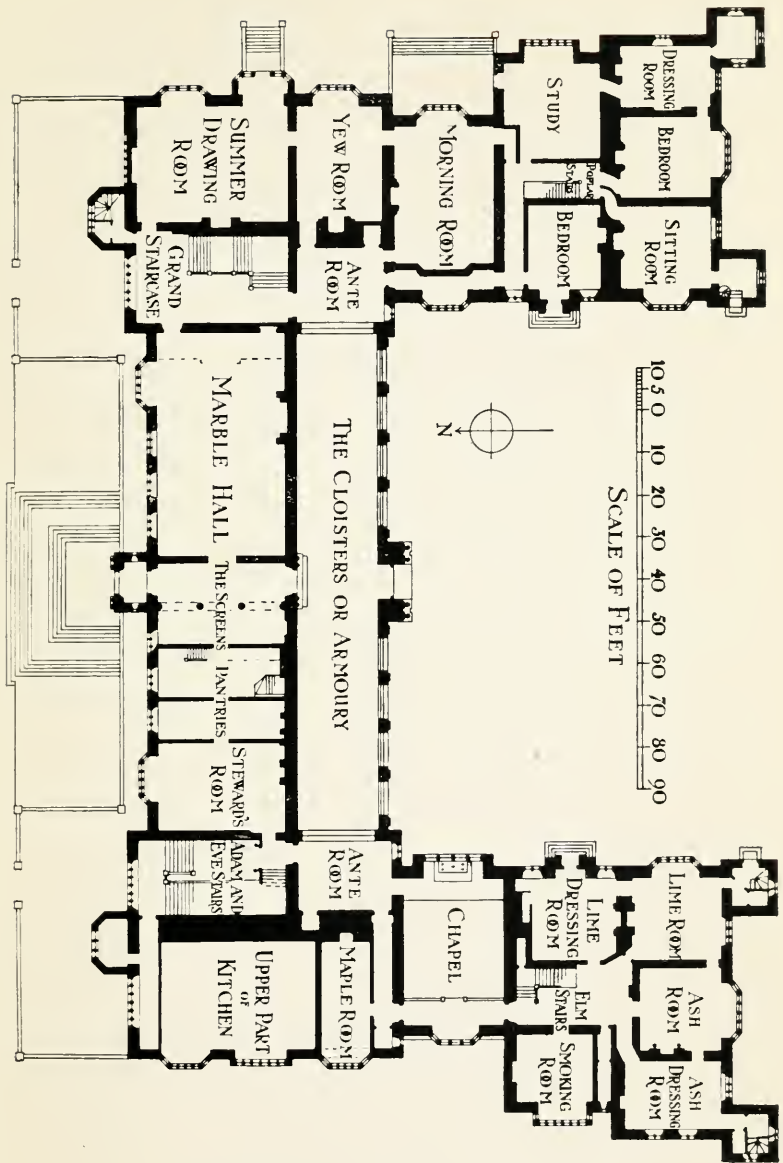 DRESSING
ROOM
BEDROOM
SITTING
ROOM
STUDY
POPLAR
STAIRS
BEDROOM
MORNING ROOM
YEW ROOM
ANTE
ROOM
SUMMER
DRAWING
ROOM
GRAND
STAIRCASE
10 5 0 10 20 30 40 50 60 70 80 90
SCALE OF FEET
N
THE CLOISTERS OR ARMOURY
MARBLE HALL
THE SCREENS
PANTRIES
STEWARD'S
ROOM
ADAM AND
EVE STAIRS
ANTE
ROOM
LIME ROOM
ASH
ROOM
ASH
DRESSING
ROOM
LIME
DRESSING
ROOM
ELM
STAIRS
SMOKING
ROOM
CHAPEL
MAPLE ROOM
UPPER PART
OF
KITCHEN